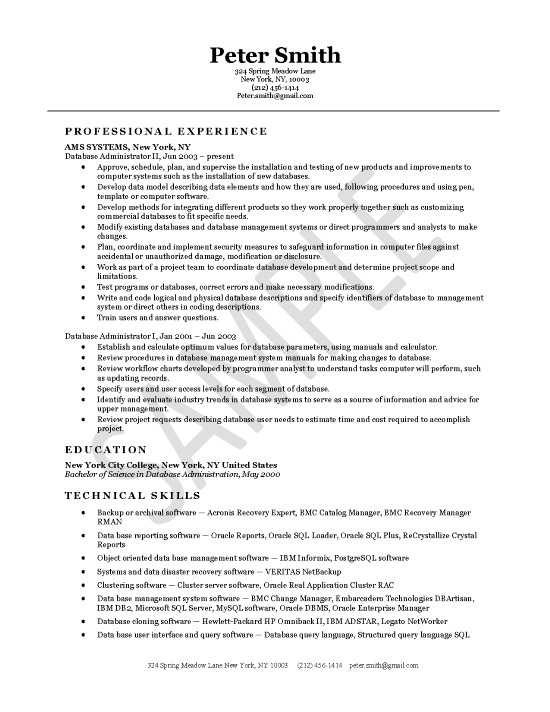 Peter Smith
324 Spring Meadow Lane
New York, NY, 10003
(212) 456-1414
Peter.smith@gmail.com
PROFESSIONAL EXPERIENCE
AMS SYSTEMS, New York, NY
Database Administrator II, Jun 2003 – present
● Approve, schedule, plan, and supervise the installation and testing of new products and improvements to
computer systems such as the installation of new databases.
● Develop data model describing data elements and how they are used, following procedures and using pen,
template or computer software.
● Develop methods for integrating different products so they work properly together such as customizing
commercial databases to fit specific needs.
● Modify existing databases and database management systems or direct programmers and analysts to make
changes.
● Plan, coordinate and implement security measures to safeguard information in computer files against
accidental or unauthorized damage, modification or disclosure.
● Work as part of a project team to coordinate database development and determine project scope and
limitations.
● Test programs or databases, correct errors and make necessary modifications.
● Write and code logical and physical database descriptions and specify identifiers of database to management
system or direct others in coding descriptions.
● Train users and answer questions.
Database Administrator I, Jan 2001 – Jun 2003
● Establish and calculate optimum values for database parameters, using manuals and calculator.
● Review procedures in database management system manuals for making changes to database.
● Review workflow charts developed by programmer analyst to understand tasks computer will perform, such
as updating records.
● Specify users and user access levels for each segment of database.
● Identify and evaluate industry trends in database systems to serve as a source of information and advice for
upper management.
● Review project requests describing database user needs to estimate time and cost required to accomplish
project.
EDUCATION
New York City College, New York, NY United States
Bachelor of Science in Database Administration, May 2000
TECHNICAL SKILLS
● Backup or archival software — Acronis Recovery Expert, BMC Catalog Manager, BMC Recovery Manager
RMAN
● Data base reporting software — Oracle Reports, Oracle SQL Loader, Oracle SQL Plus, ReCrystallize Crystal
Reports
● Object oriented data base management software — IBM Informix, PostgreSQL software
● Systems and data disaster recovery software — VERITAS NetBackup
● Clustering software — Cluster server software, Oracle Real Application Cluster RAC
● Data base management system software — BMC Change Manager, Embarcadero Technologies DBArtisan,
IBM DB2, Microsoft SQL Server, MySQL software, Oracle DBMS, Oracle Enterprise Manager
● Database cloning software — Hewlett-Packard HP Omniback II, IBM ADSTAR, Legato NetWorker
● Data base user interface and query software — Database query language, Structured query language SQL
324 Spring Meadow Lane New York, NY 10003 (212) 456-1414 peter.smith@gmail.com
SAMPLE